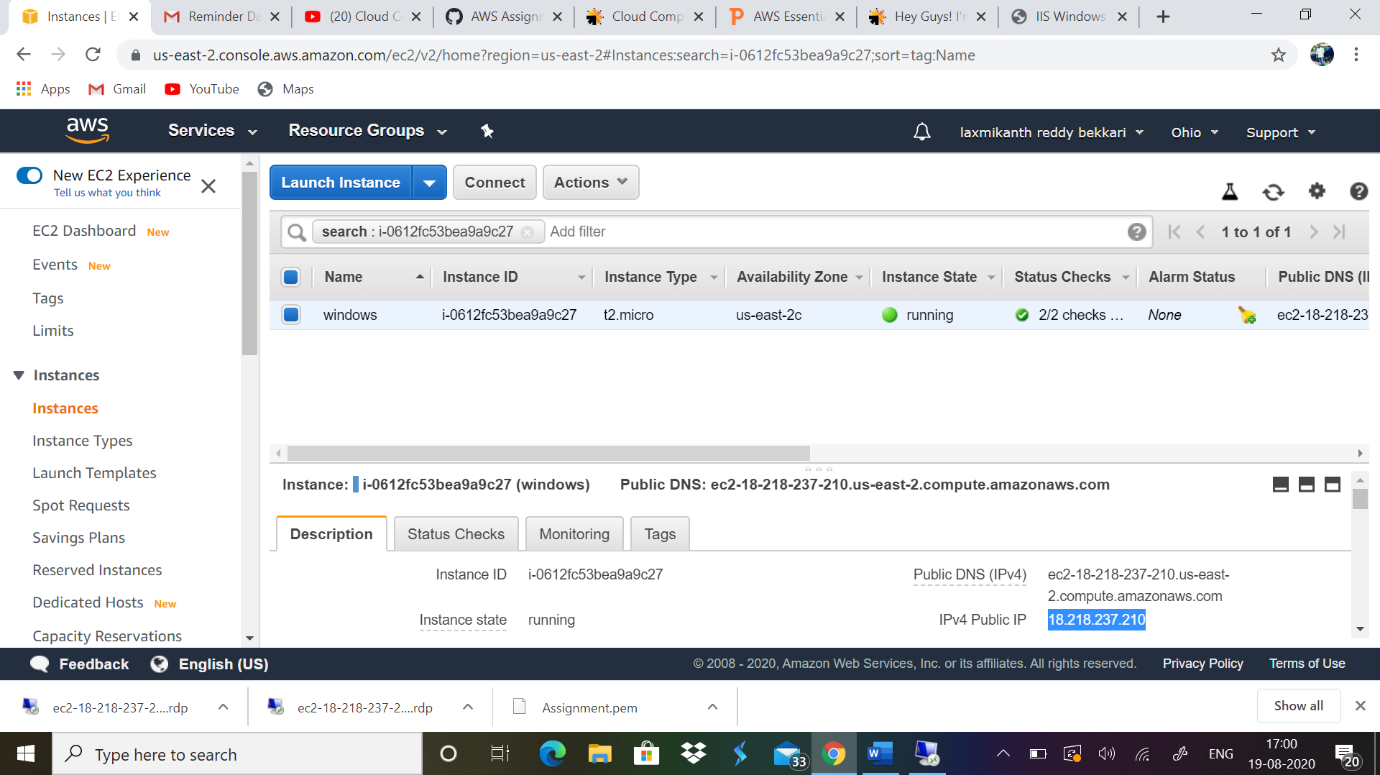 Instances | E
Reminder Da
(20) Cloud C
AWS Assignm
Cloud Comp
AWS Essenti
Hey Guys! I'm
IIS Windows
us-east-2.console.aws.amazon.com/ec2/v2/home?region=us-east-2#Instances:search=i-0612fc53bea9a9c27;sort=tag:Name
Apps Gmail YouTube Maps
aws Services Resource Groups laxmikanth reddy bekkari Ohio Support
New EC2 Experience
Tell us what you think
EC2 Dashboard New
Events New
Tags
Limits
Instances
Instances
Instance Types
Launch Templates
Spot Requests
Savings Plans
Reserved Instances
Dedicated Hosts New
Capacity Reservations
Launch Instance Connect Actions
search : i-0612fc53bea9a9c27 Add filter 1 to 1 of 1
Name Instance ID Instance Type Availability Zone Instance State Status Checks Alarm Status Public DNS (I
windows i-0612fc53bea9a9c27 t2.micro us-east-2c running 2/2 checks ... None ec2-18-218-23
Instance: i-0612fc53bea9a9c27 (windows) Public DNS: ec2-18-218-237-210.us-east-2.compute.amazonaws.com
Description Status Checks Monitoring Tags
Instance ID i-0612fc53bea9a9c27
Public DNS (IPv4) ec2-18-218-237-210.us-east-
2.compute.amazonaws.com
Instance state running
IPv4 Public IP 18.218.237.210
Feedback English (US) © 2008 - 2020, Amazon Web Services, Inc. or its affiliates. All rights reserved. Privacy Policy Terms of Use
ec2-18-218-237-2....rdp ec2-18-218-237-2....rdp Assignment.pem Show all
Type here to search 33 ENG 17:00
19-08-2020 20